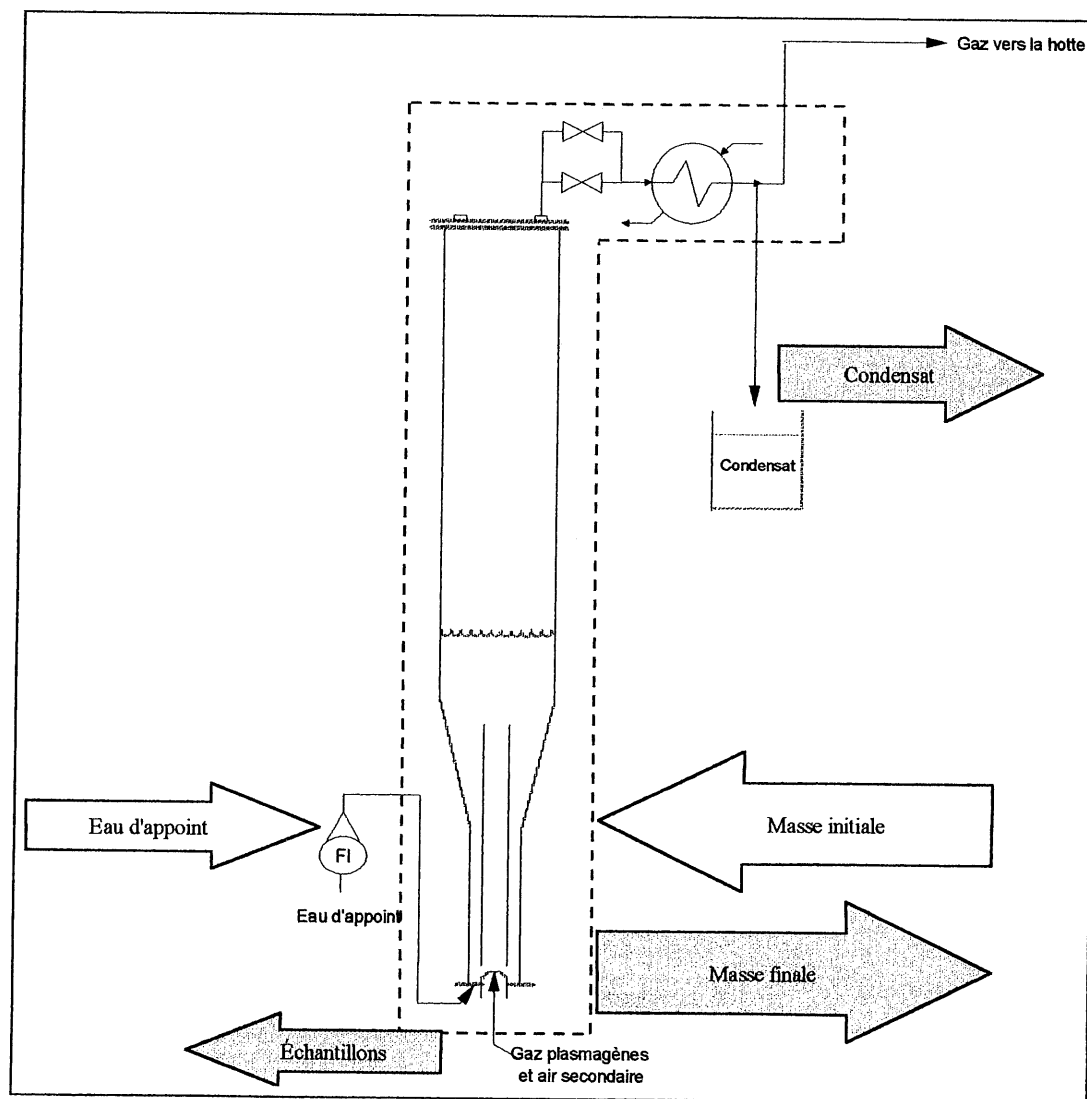 Gaz vers la hotte
Condensat
Condensat
Eau d'appoint
FI
Masse initiale
Eau d'appoint
Masse finale
Échantillons
Gaz plasmagènes
et air secondaire